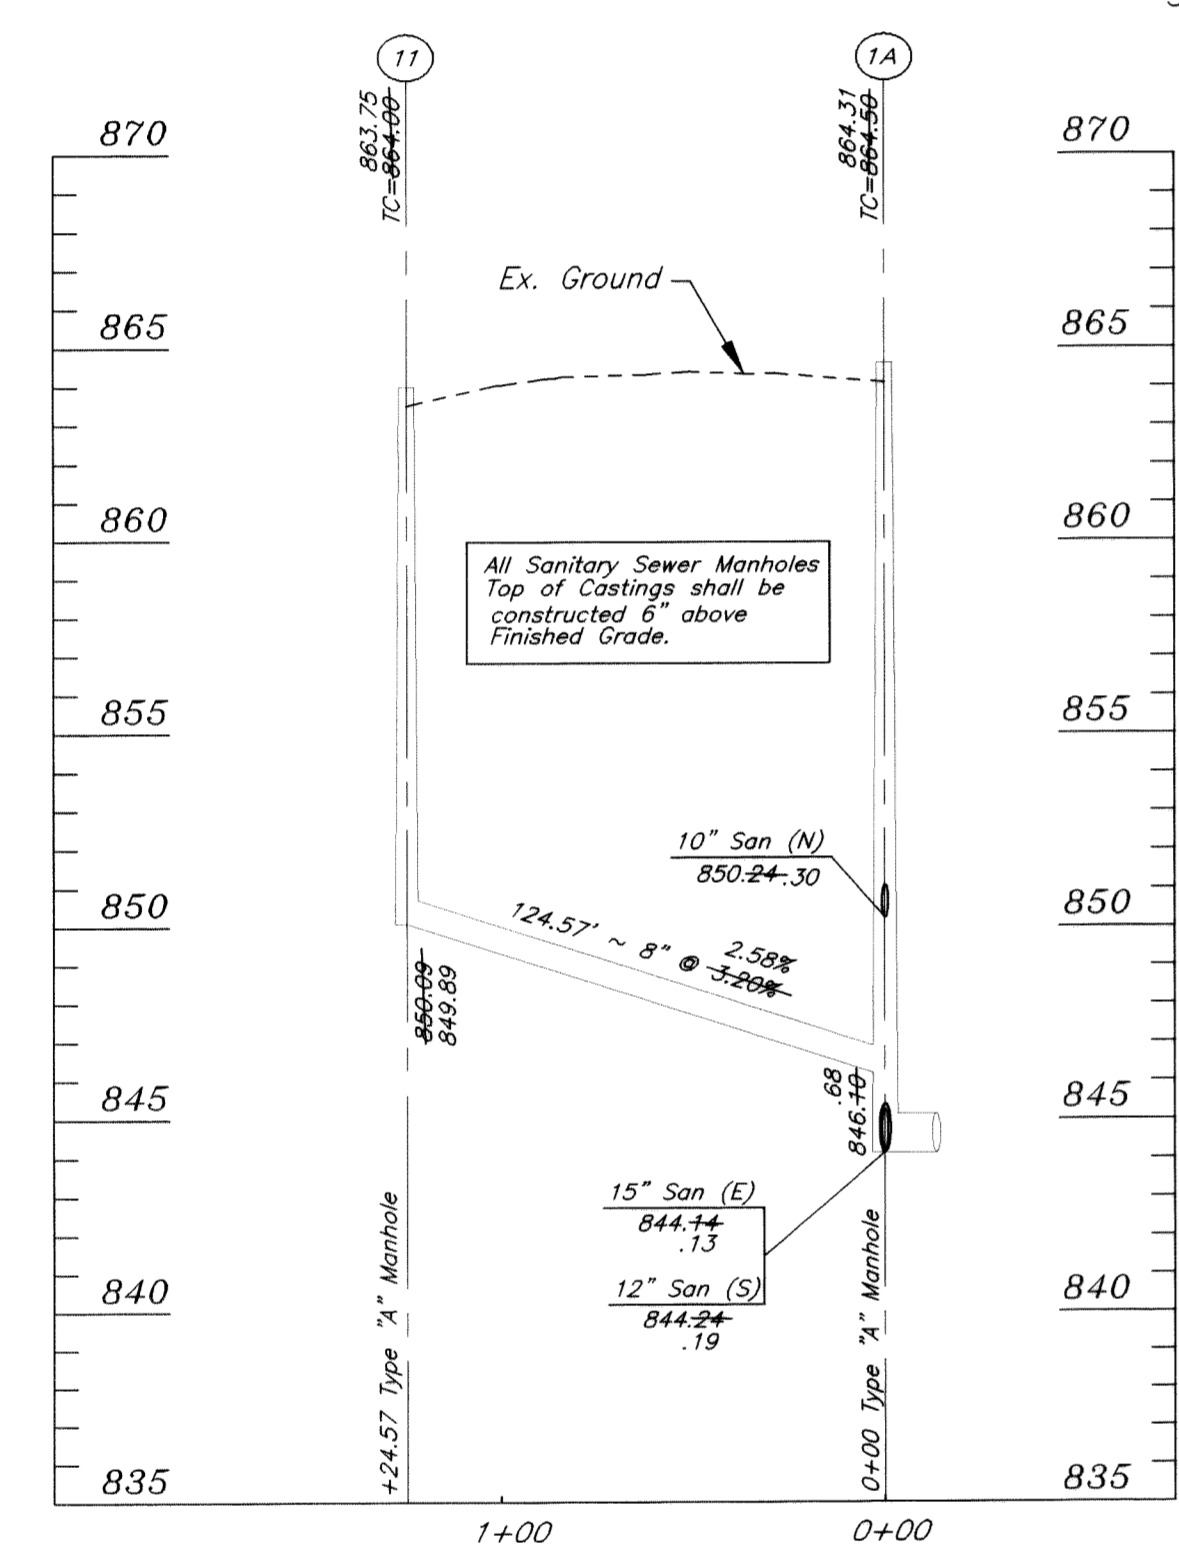 11
1A
863.75
TC=864.00
864.31
TC=864.50
870
870
Ex. Ground
865
865
860
860
All Sanitary Sewer Manholes
Top of Castings shall be
constructed 6" above
Finished Grade.
855
855
10" San (N)
850.24 .30
850
850
124.57' ~ 8" @ 3.20%
2.58%
850.09
849.89
.68
846.10
845
845
15" San (E)
844.14
.13
12" San (S)
844.24
.19
840
840
+24.57 Type "A" Manhole
0+00 Type "A" Manhole
835
835
1+00
0+00